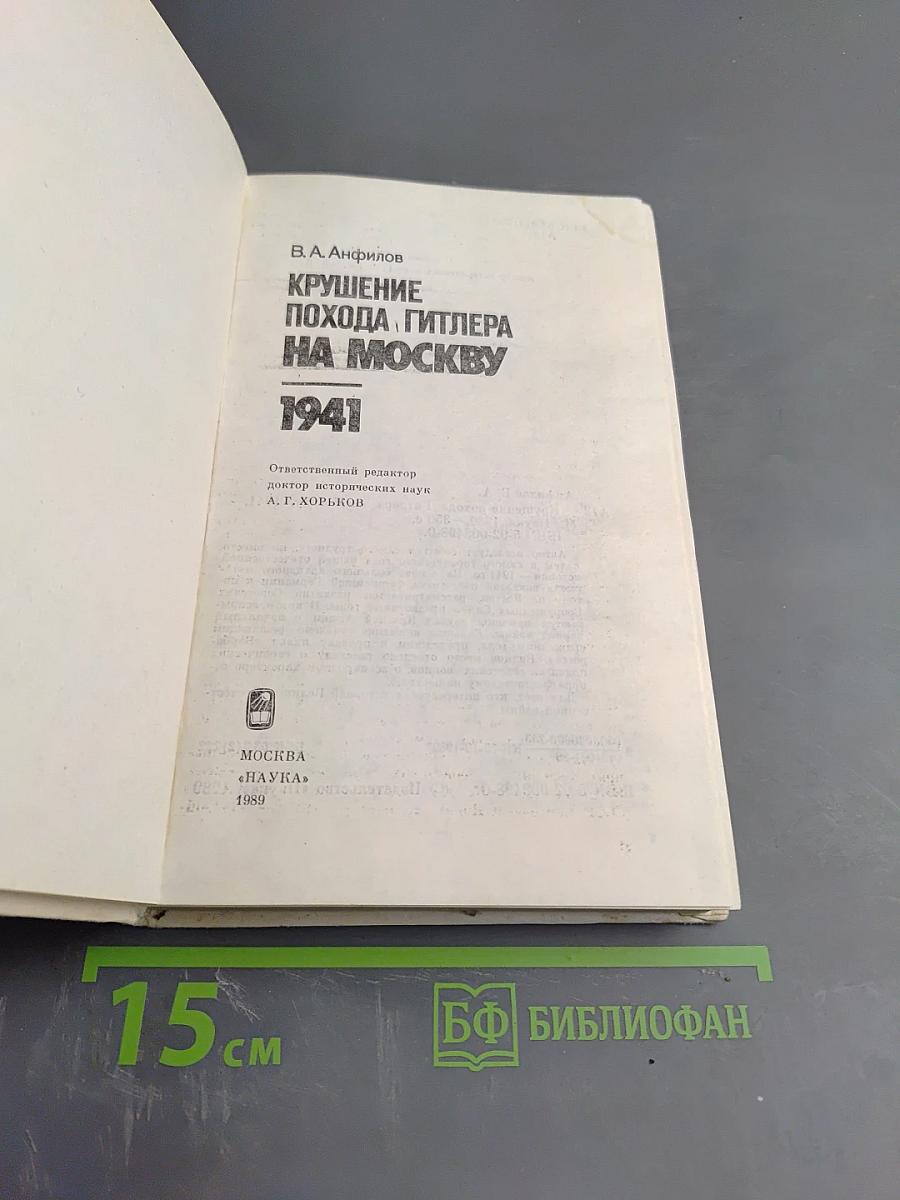 В. А. Анфилов
КРУШЕНИЕ
ПОХОДА ГИТЛЕРА
НА МОСКВУ
1941
Ответственный редактор
доктор исторических наук
А. Г. ХОРЬКОВ
МОСКВА
«НАУКА»
1989
15 см
БФ БИБЛИОФАН